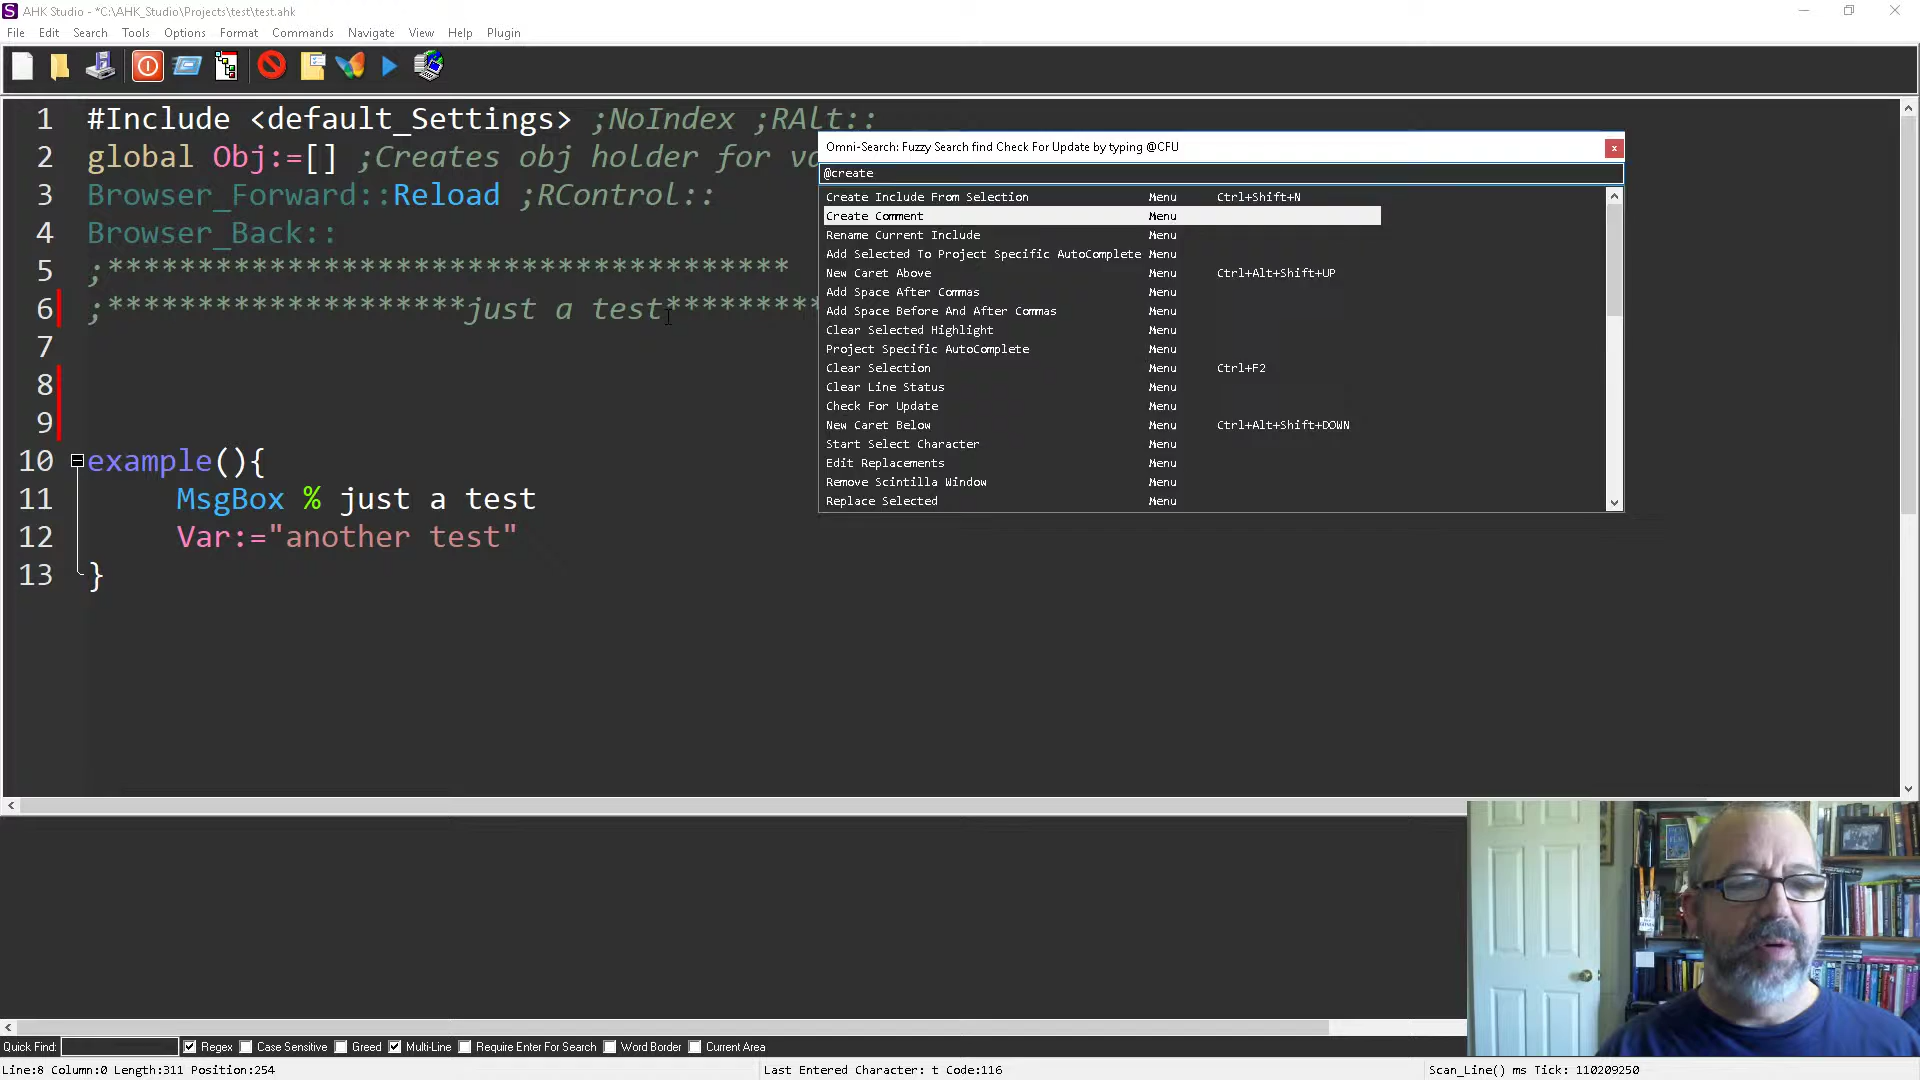 AHK Studio - *C:\AHK_Studio\Projects\test\test.ahk
File Edit Search Tools Options Format Commands Navigate View Help Plugin
1 #Include <default_Settings> ;NoIndex ;RAlt::
2 global Obj:=[] ;Creates obj holder for va
3 Browser_Forward::Reload ;RControl::
4 Browser_Back::
5 ;**************************************
6 ;********************just a test*********
7
8
9
10 example(){
11 MsgBox % just a test
12 Var:="another test"
13 }
Omni-Search: Fuzzy Search find Check For Update by typing @CFU
@create
Create Include From Selection Menu Ctrl+Shift+N
Create Comment Menu
Rename Current Include Menu
Add Selected To Project Specific AutoComplete Menu
New Caret Above Menu Ctrl+Alt+Shift+UP
Add Space After Commas Menu
Add Space Before And After Commas Menu
Clear Selected Highlight Menu
Project Specific AutoComplete Menu
Clear Selection Menu Ctrl+F2
Clear Line Status Menu
Check For Update Menu
New Caret Below Menu Ctrl+Alt+Shift+DOWN
Start Select Character Menu
Edit Replacements Menu
Remove Scintilla Window Menu
Replace Selected Menu
Quick Find: Regex Case Sensitive Greed Multi-Line Require Enter For Search Word Border Current Area
Line:8 Column:0 Length:311 Position:254 Last Entered Character: t Code:116 Scan_Line() ms Tick: 110209250